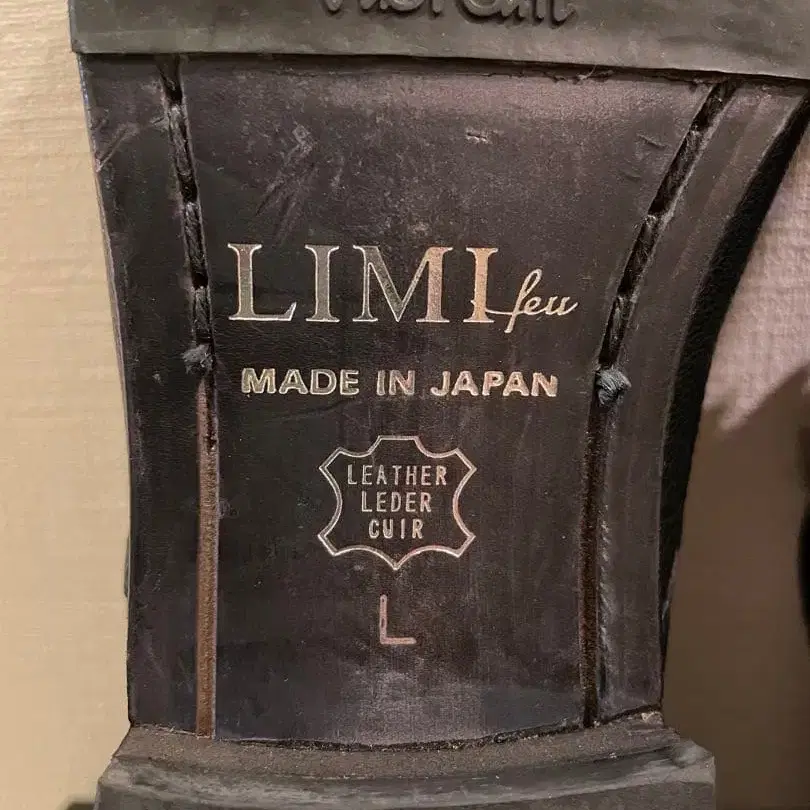 LIMI feu
MADE IN JAPAN
LEATHER
LEDER
CUIR
L